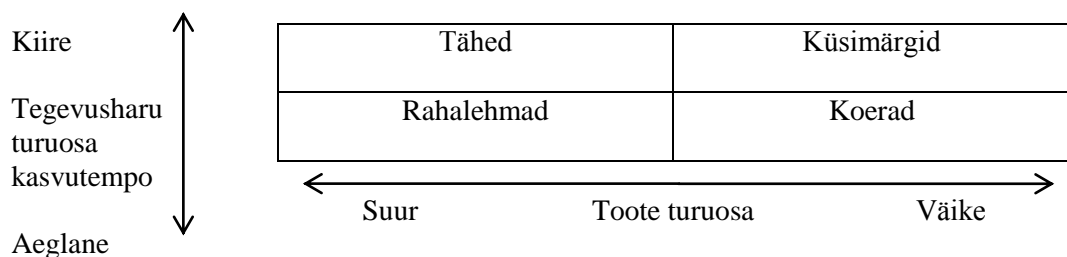 Kiire
Tähed
Küsimärgid
Tegevusharu
turuosa
kasvutempo
Rahalehmad
Koerad
Suur
Toote turuosa
Väike
Aeglane